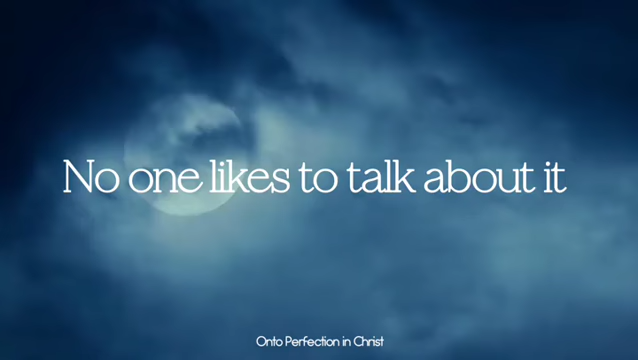 No one likes to talk about it
Onto Perfection in Christ